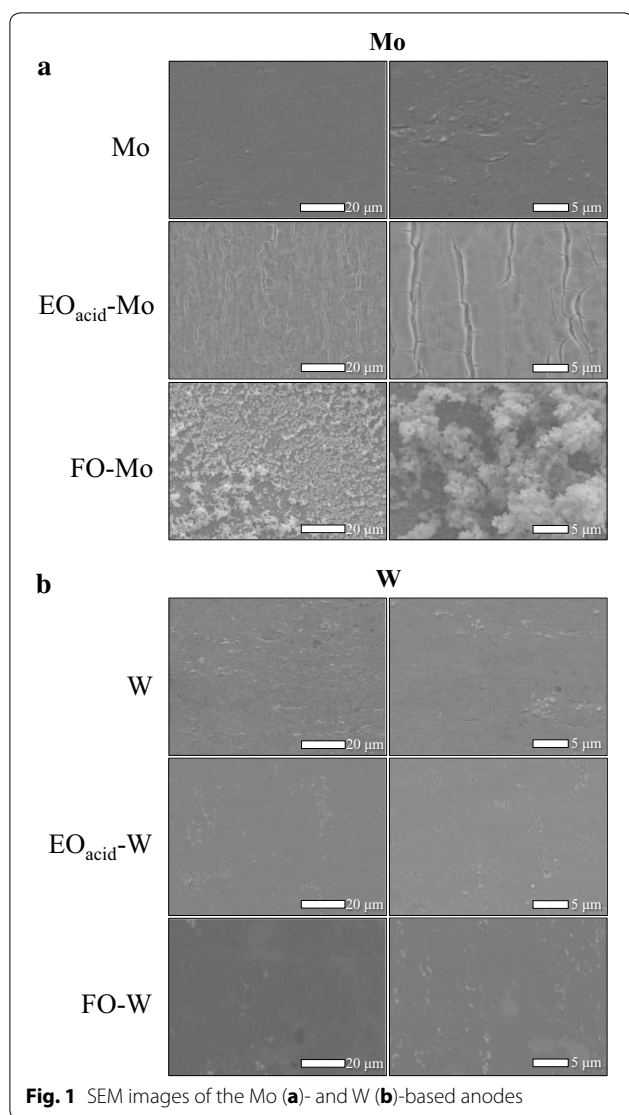 Mo
a
Mo
20 μm 5 μm
EOacid-Mo
20 μm 5 μm
FO-Mo
20 μm 5 μm
W
b
W
20 μm 5 μm
EOacid-W
20 μm 5 μm
FO-W
20 μm 5 μm
Fig. 1 SEM images of the Mo (a)- and W (b)-based anodes